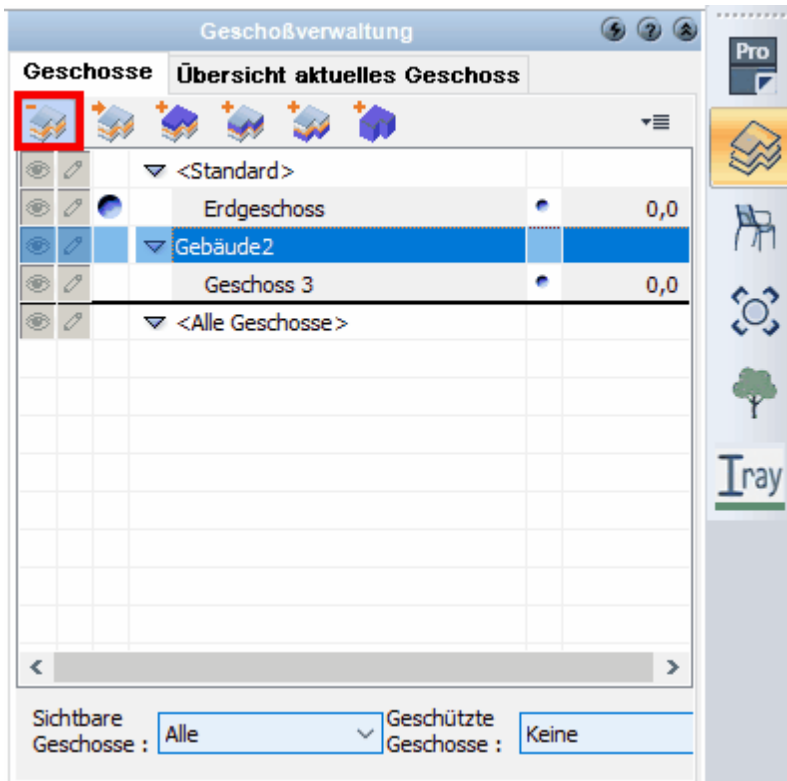 Geschoßverwaltung
Geschosse Übersicht aktuelles Geschoss
<Standard>
Erdgeschoss 0,0
Gebäude2
Geschoss 3 0,0
<Alle Geschosse>
Sichtbare Geschosse : Alle Geschützte Geschosse : Keine
Pro
Iray